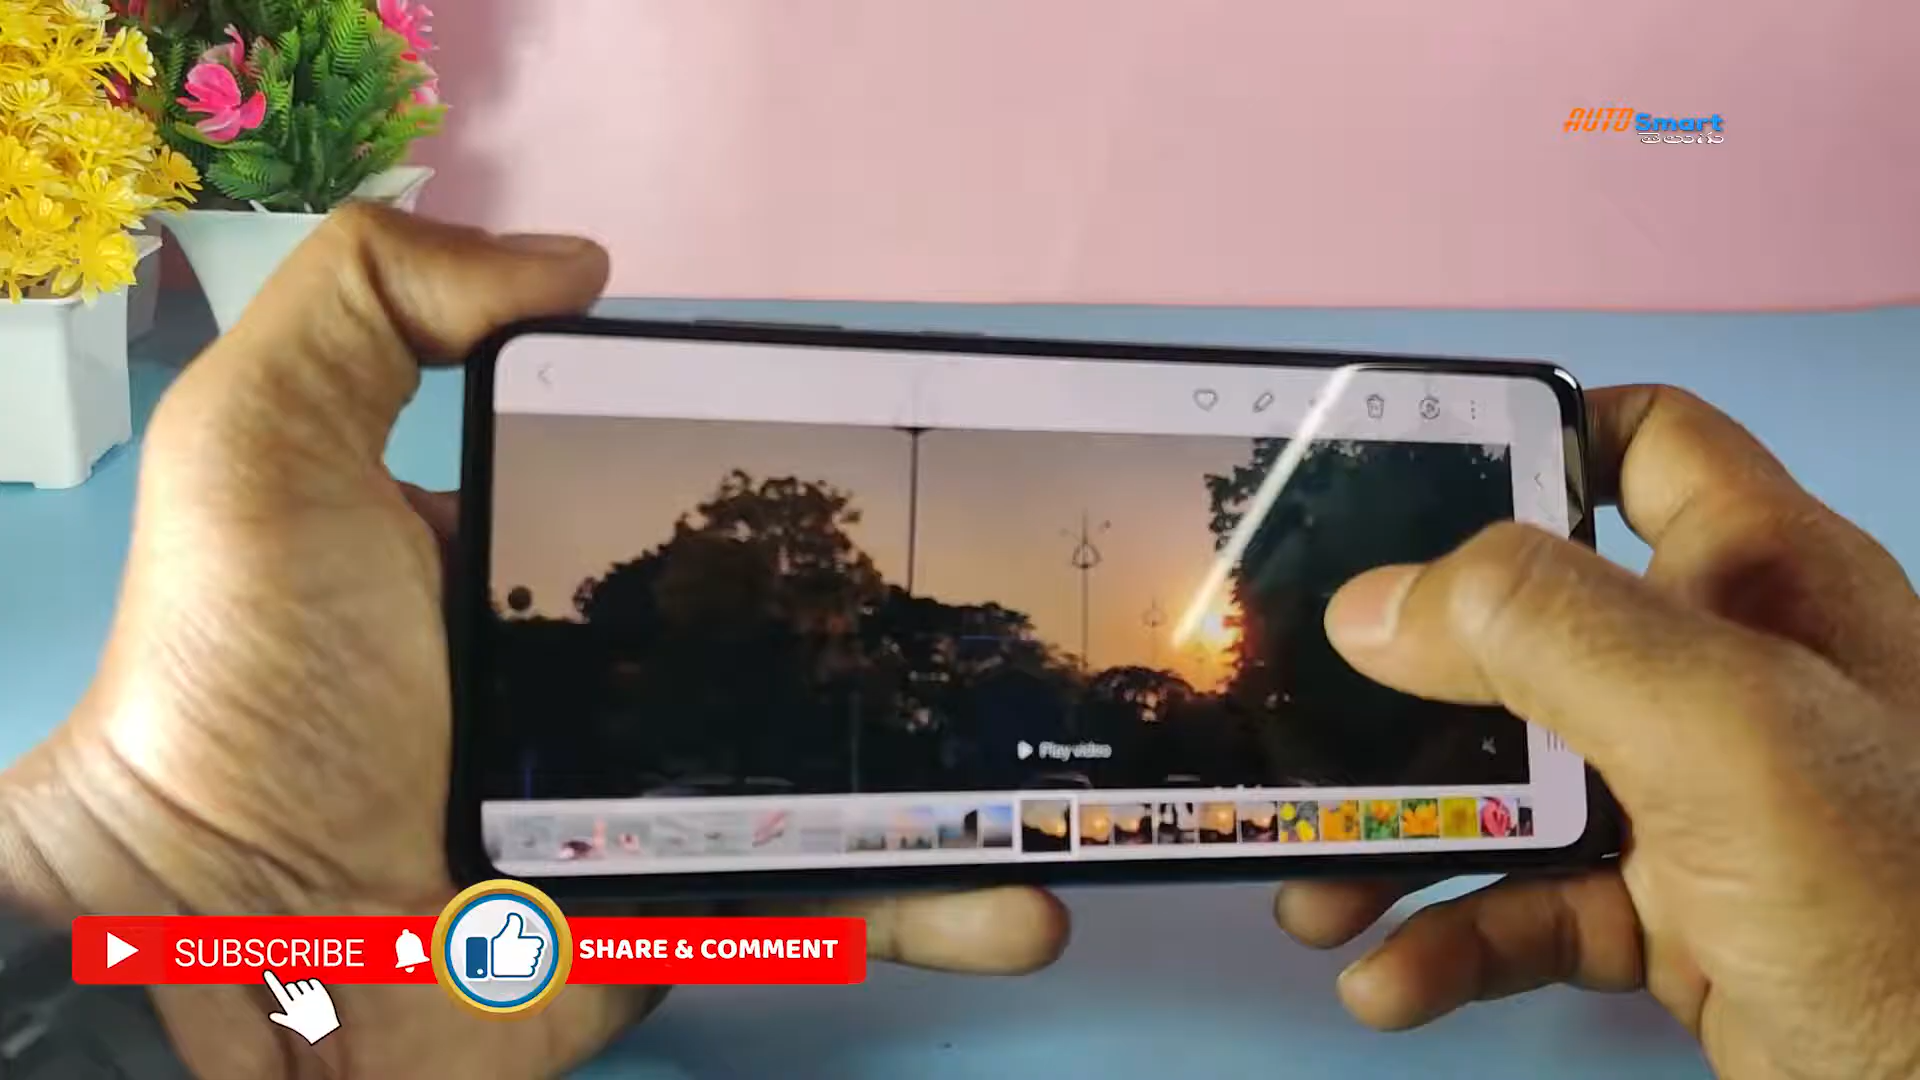 AUTO Smart
తెలుగు
Play video
SUBSCRIBE
SHARE & COMMENT